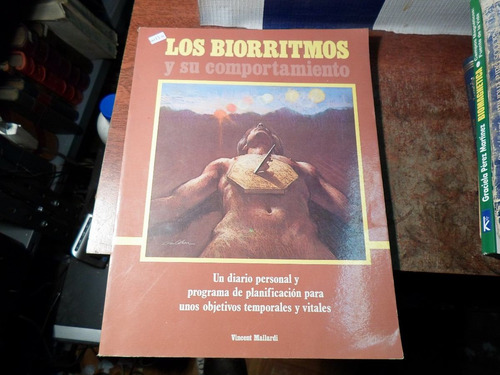 LOS BIORRITMOS
y su comportamiento
Un diario personal y
programa de planificación para
unos objetivos temporales y vitales
Vincent Mallardi
Graciela Pérez Martínez
BIOMAGNETICA